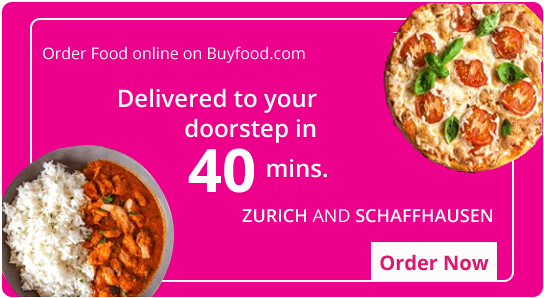 Order Food online on Buyfood.com
Delivered to your
doorstep in
40 mins.
ZURICH AND SCHAFFHAUSEN
Order Now